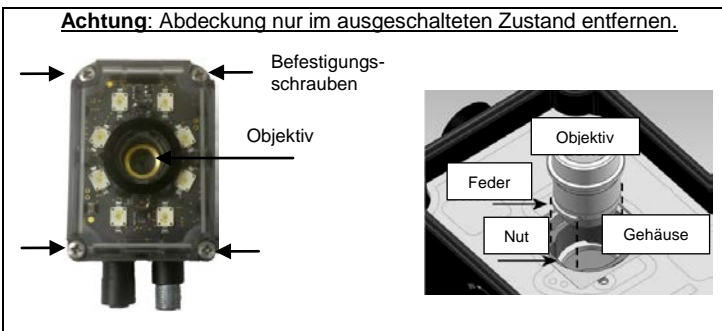 Achtung: Abdeckung nur im ausgeschalteten Zustand entfernen.
Befestigungs-
schrauben
Objektiv
Objektiv
Feder
Nut
Gehäuse